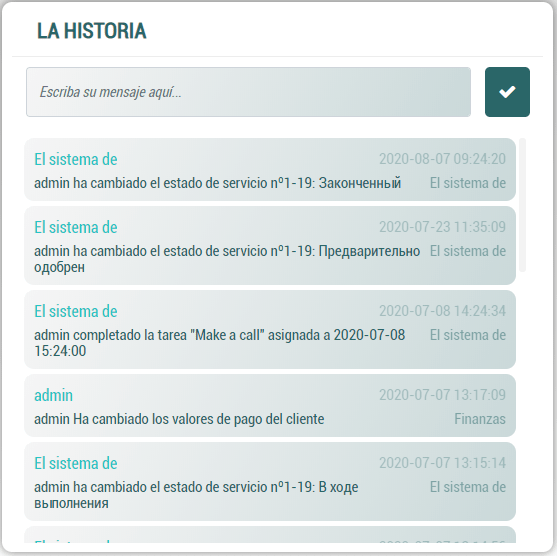 LA HISTORIA
Escriba su mensaje aquí...
El sistema de 2020-08-07 09:24:20
admin ha cambiado el estado de servicio nº1-19: Законченный El sistema de
El sistema de 2020-07-23 11:35:09
admin ha cambiado el estado de servicio nº1-19: Предварительно El sistema de
одобрен
El sistema de 2020-07-08 14:24:34
admin completado la tarea "Make a call" asignada a 2020-07-08 El sistema de
15:24:00
admin 2020-07-07 13:17:09
admin Ha cambiado los valores de pago del cliente Finanzas
El sistema de 2020-07-07 13:15:14
admin ha cambiado el estado de servicio nº1-19: В ходе El sistema de
выполнения
El sistema de